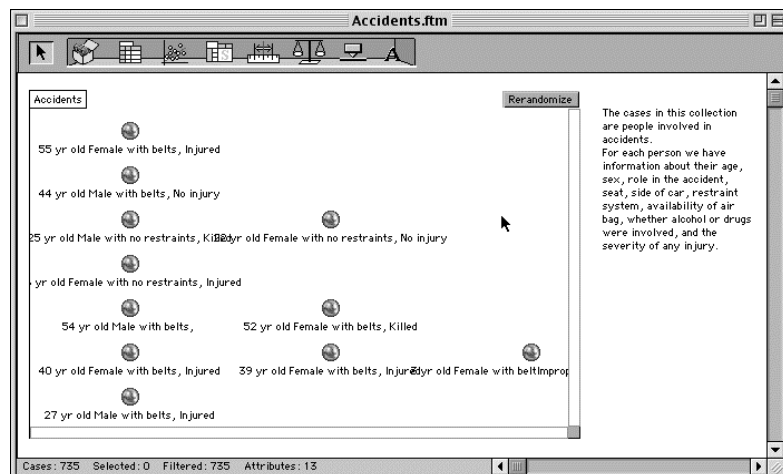 Accidents.ftm
Accidents
Rerandomize
55 yr old Female with belts, Injured
44 yr old Male with belts, No injury
25 yr old Male with no restraints, Killed
yr old Female with no restraints, No injury
yr old Female with no restraints, Injured
54 yr old Male with belts,
52 yr old Female with belts, Killed
40 yr old Female with belts, Injured
39 yr old Female with belts, Injured
yr old Female with belt
27 yr old Male with belts, Injured
The cases in this collection
are people involved in
accidents.
For each person we have
information about their age,
sex, role in the accident,
seat, side of car, restraint
system, availability of air
bag, whether alcohol or drugs
were involved, and the
severity of any injury.
Cases: 735 Selected: 0 Filtered: 735 Attributes: 13